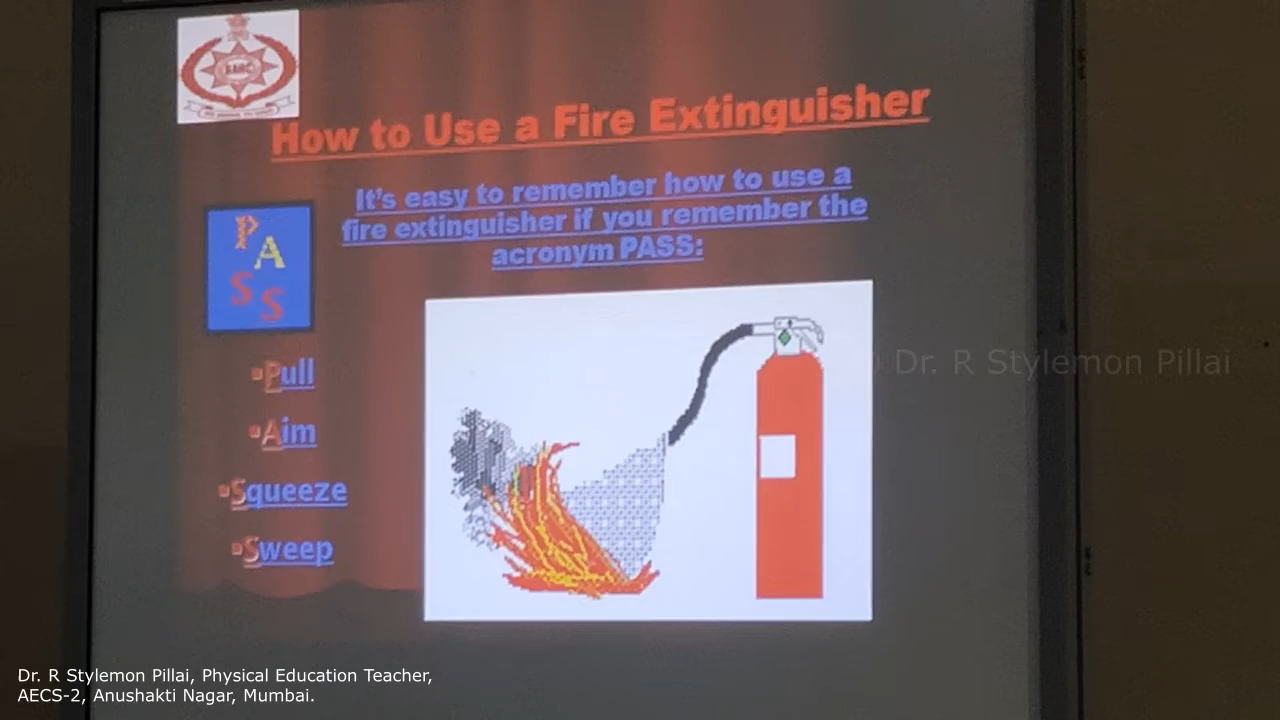 BARC
How to Use a Fire Extinguisher
It's easy to remember how to use a
fire extinguisher if you remember the
acronym PASS:
P
A
S
S
▪Pull
▪Aim
▪Squeeze
▪Sweep
Dr. R Stylemon Pillai
Dr. R Stylemon Pillai, Physical Education Teacher,
AECS-2, Anushakti Nagar, Mumbai.